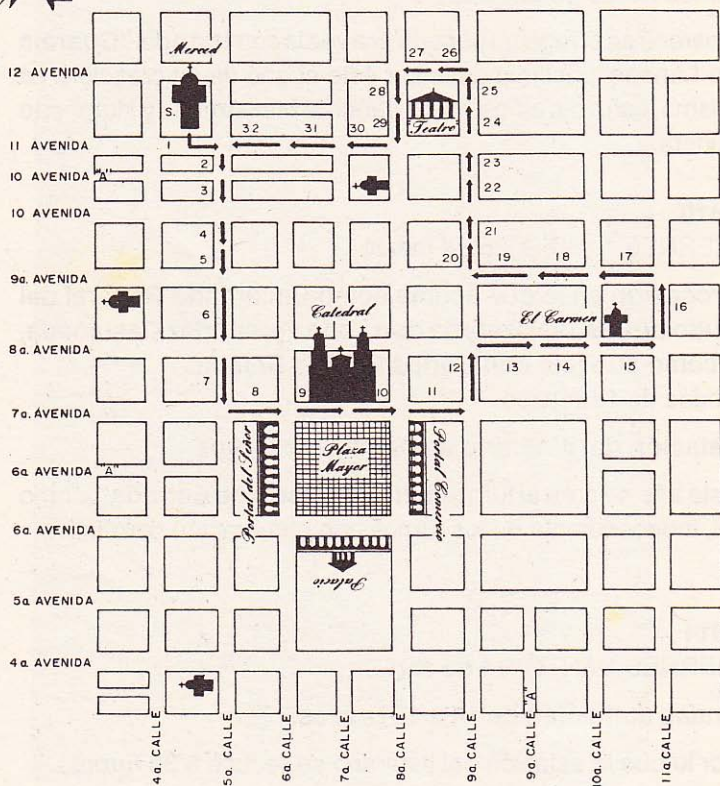 Merced
27 26
12 AVENIDA
28
25
S.
Teatro
24
32 31 30 29
11 AVENIDA
1
2
23
10 AVENIDA "A"
3
22
10 AVENIDA
4
21
5
20 19 18 17
9a. AVENIDA
6
Catedral
El Carmen
16
8a. AVENIDA
7
8 9 10 11 12 13 14 15
7a. AVENIDA
Portal del Señor
Plaza
Mayor
Portal Comercio
6a AVENIDA "A"
6a. AVENIDA
Palacio
5a AVENIDA
4a AVENIDA
4a. CALLE
5a. CALLE
6a. CALLE
7a. CALLE
8a. CALLE
9a. CALLE
9a. CALLE "A"
10a. CALLE
11a. CALLE